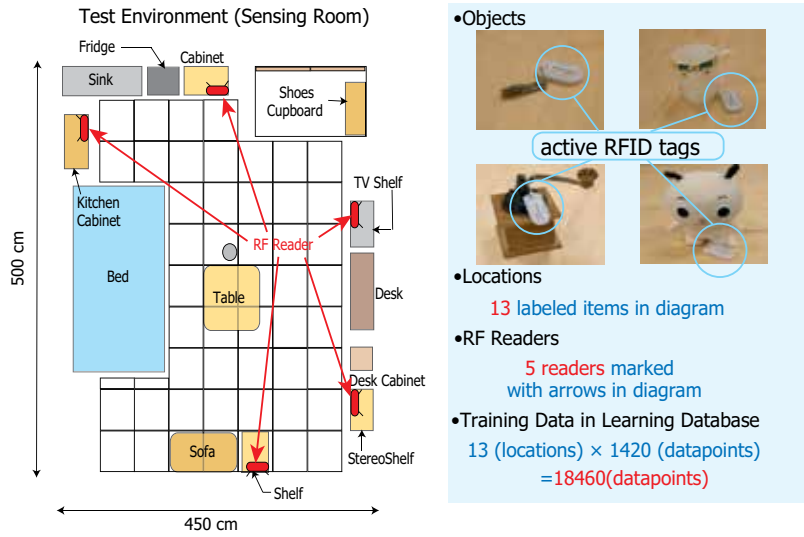 Test Environment (Sensing Room)
Fridge
Cabinet
Sink
Shoes
Cupboard
TV Shelf
Kitchen
Cabinet
RF Reader
500 cm
Bed
Table
Desk
Desk Cabinet
Sofa
StereoShelf
Shelf
450 cm
•Objects
active RFID tags
•Locations
13 labeled items in diagram
•RF Readers
5 readers marked
with arrows in diagram
•Training Data in Learning Database
13 (locations) × 1420 (datapoints)
=18460(datapoints)